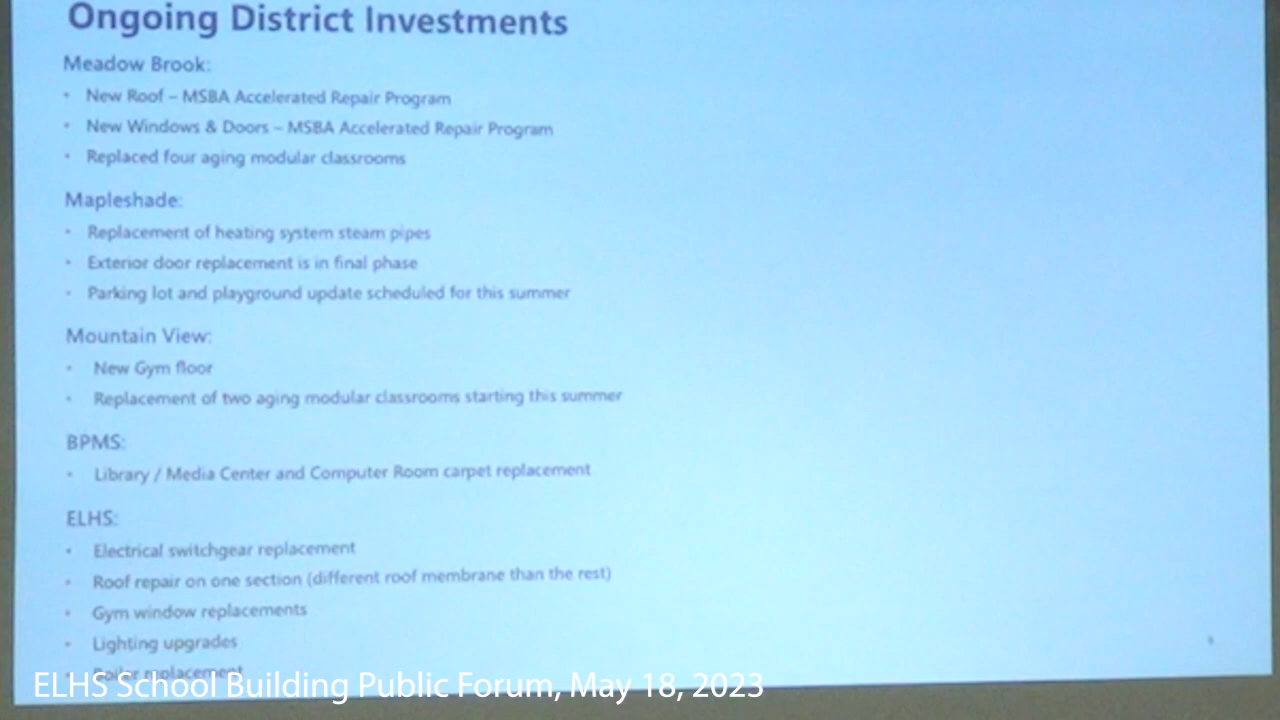 Ongoing District Investments
Meadow Brook:
• New Roof – MSBA Accelerated Repair Program
• New Windows & Doors – MSBA Accelerated Repair Program
• Replaced four aging modular classrooms
Mapleshade:
• Replacement of heating system steam pipes
• Exterior door replacement is in final phase
• Parking lot and playground update scheduled for this summer
Mountain View:
• New Gym floor
• Replacement of two aging modular classrooms starting this summer
BPMS:
• Library / Media Center and Computer Room carpet replacement
ELHS:
• Electrical switchgear replacement
• Roof repair on one section (different roof membrane than the rest)
• Gym window replacements
• Lighting upgrades
• Boiler replacement
ELHS School Building Public Forum, May 18, 2023